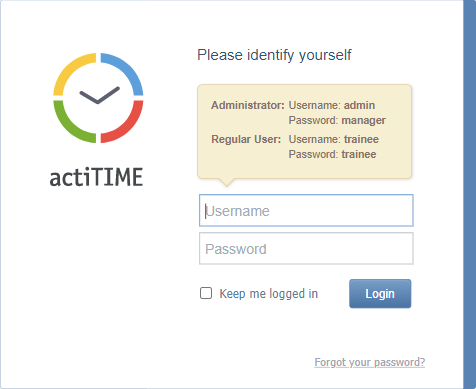 Please identify yourself
Administrator: Username: admin
Password: manager
Regular User: Username: trainee
Password: trainee
actiTIME
Username
Password
Keep me logged in
Login
Forgot your password?